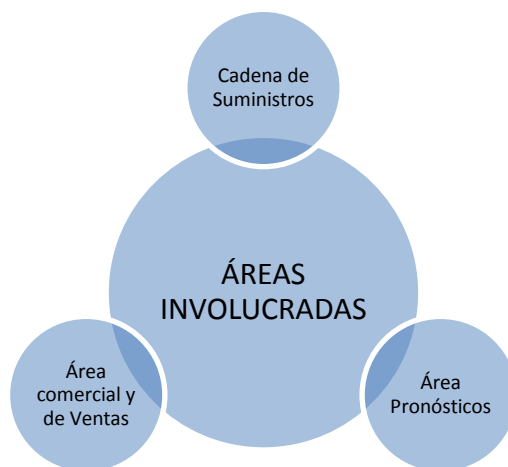 Cadena de
Suministros
ÁREAS
INVOLUCRADAS
Área
comercial y
de Ventas
Área
Pronósticos